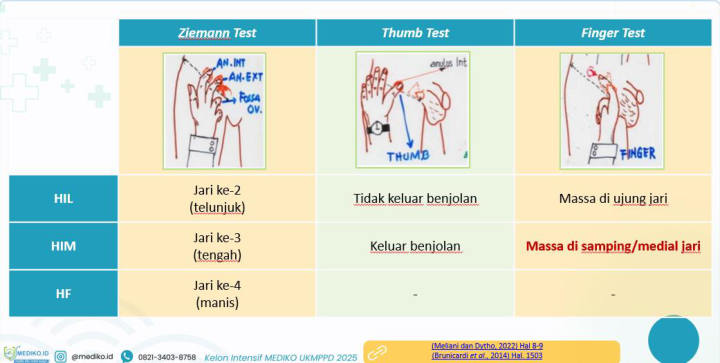 Ziemann Test
Thumb Test
Finger Test
AN.INT
AN.EXT
FOSSA
OV.
anulus Int
THUMB
FINGER
HIL
Jari ke-2
(telunjuk)
Tidak keluar benjolan
Massa di ujung jari
HIM
Jari ke-3
(tengah)
Keluar benjolan
Massa di samping/medial jari
HF
Jari ke-4
(manis)
-
-
MEDIKO.ID
@mediko.id
0821-3403-8758
Kelon Intensif MEDIKO UKMPPD 2025
(Meliani dan Dytho, 2022) Hal 8-9
(Brunicardi et al., 2014) Hal. 1503